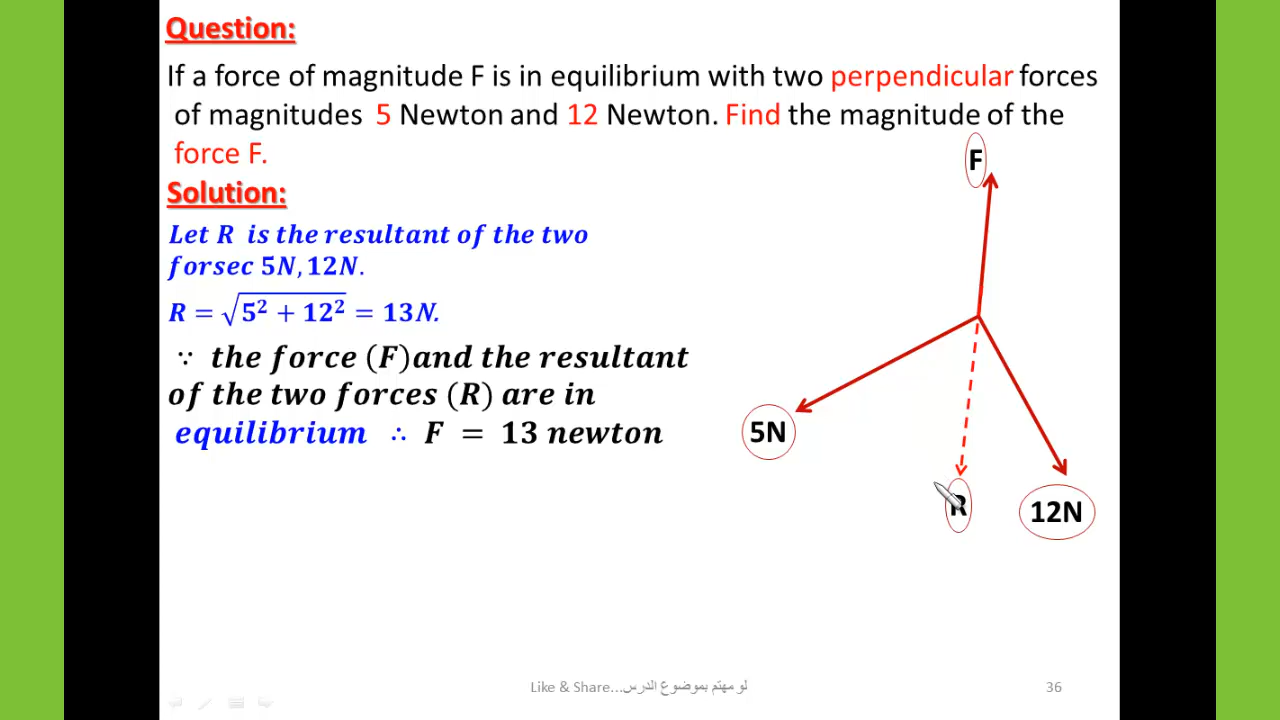 Question:
If a force of magnitude F is in equilibrium with two perpendicular forces
of magnitudes 5 Newton and 12 Newton. Find the magnitude of the
force F.
Solution:
Let R is the resultant of the two
forsec 5N, 12N.
R = √5² + 12² = 13N.
∵ the force (F)and the resultant
of the two forces (R) are in
equilibrium ∴ F = 13 newton
F
5N
R
12N
Like & Share...لو مهتم بموضوع الدرس
36